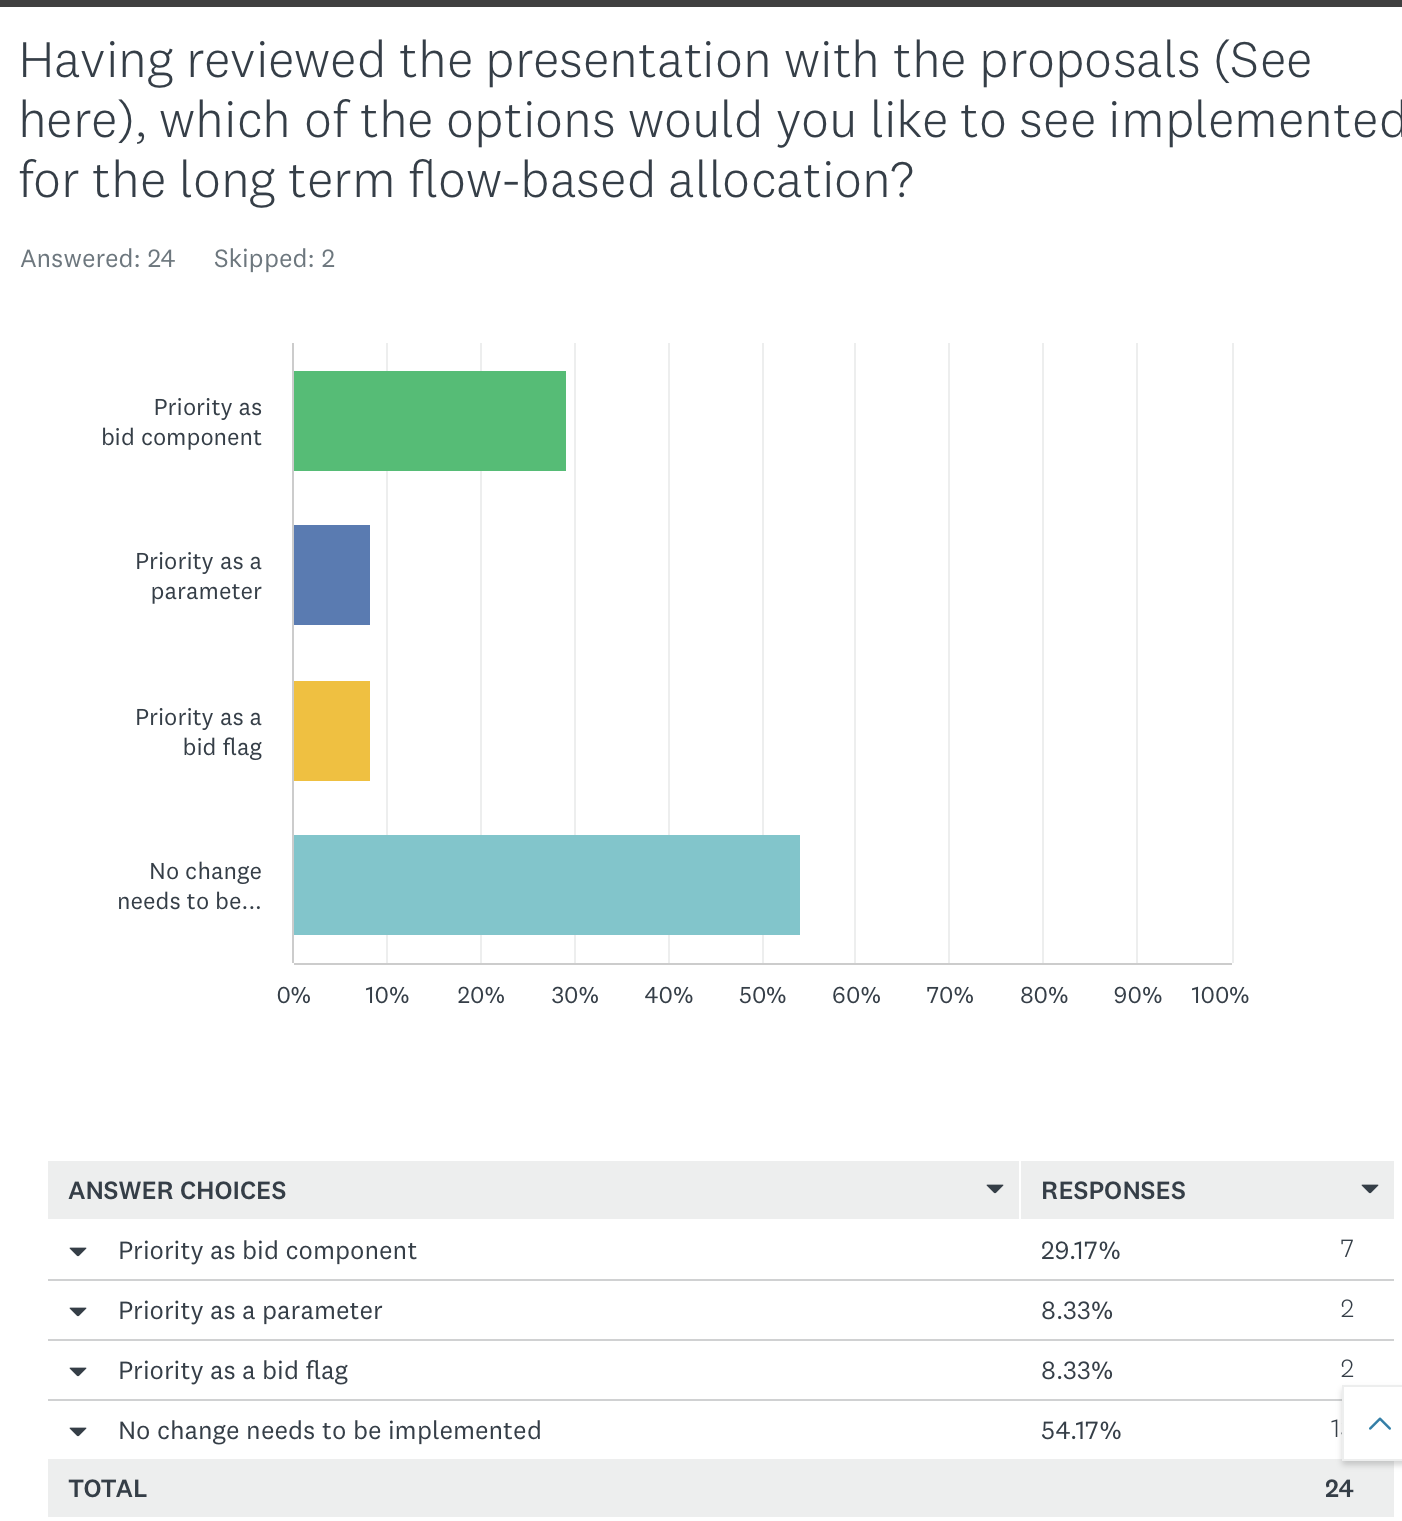 Having reviewed the presentation with the proposals (See
here), which of the options would you like to see implemented
for the long term flow-based allocation?
Answered: 24 Skipped: 2
Priority as
bid component
Priority as a
parameter
Priority as a
bid flag
No change
needs to be...
0% 10% 20% 30% 40% 50% 60% 70% 80% 90% 100%
ANSWER CHOICES RESPONSES
Priority as bid component 29.17% 7
Priority as a parameter 8.33% 2
Priority as a bid flag 8.33% 2
No change needs to be implemented 54.17%
TOTAL 24